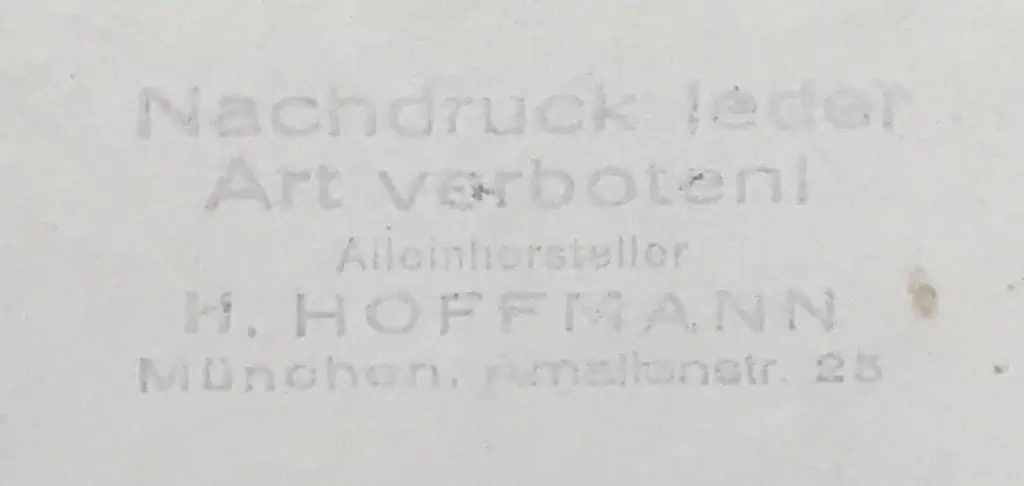 Nachdruck jeder
Art verboten!
Alleinhersteller
H. HOFFMANN
München, Amalienstr. 25